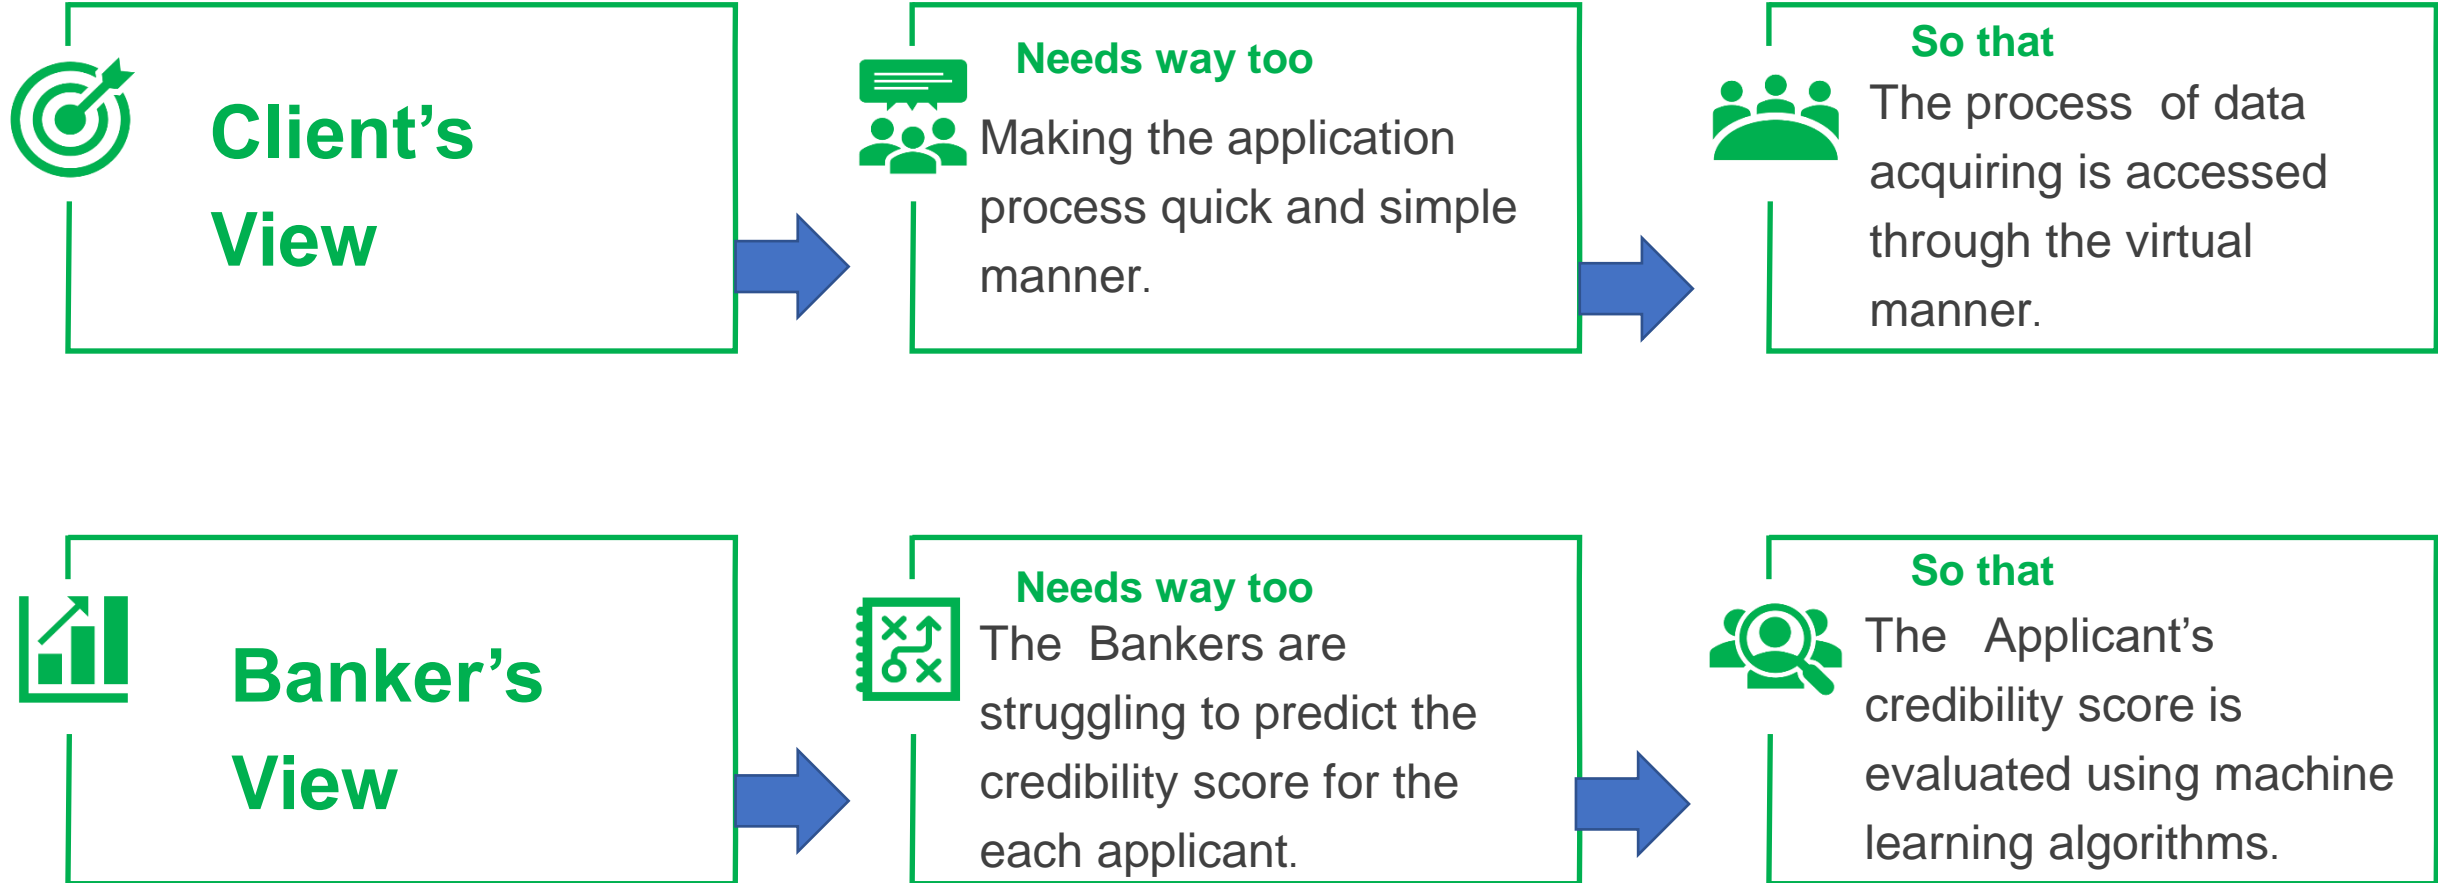 Client’s
View
Needs way too
Making the application
process quick and simple
manner.
So that
The process of data
acquiring is accessed
through the virtual
manner.
Banker’s
View
Needs way too
The Bankers are
struggling to predict the
credibility score for the
each applicant.
So that
The Applicant’s
credibility score is
evaluated using machine
learning algorithms.